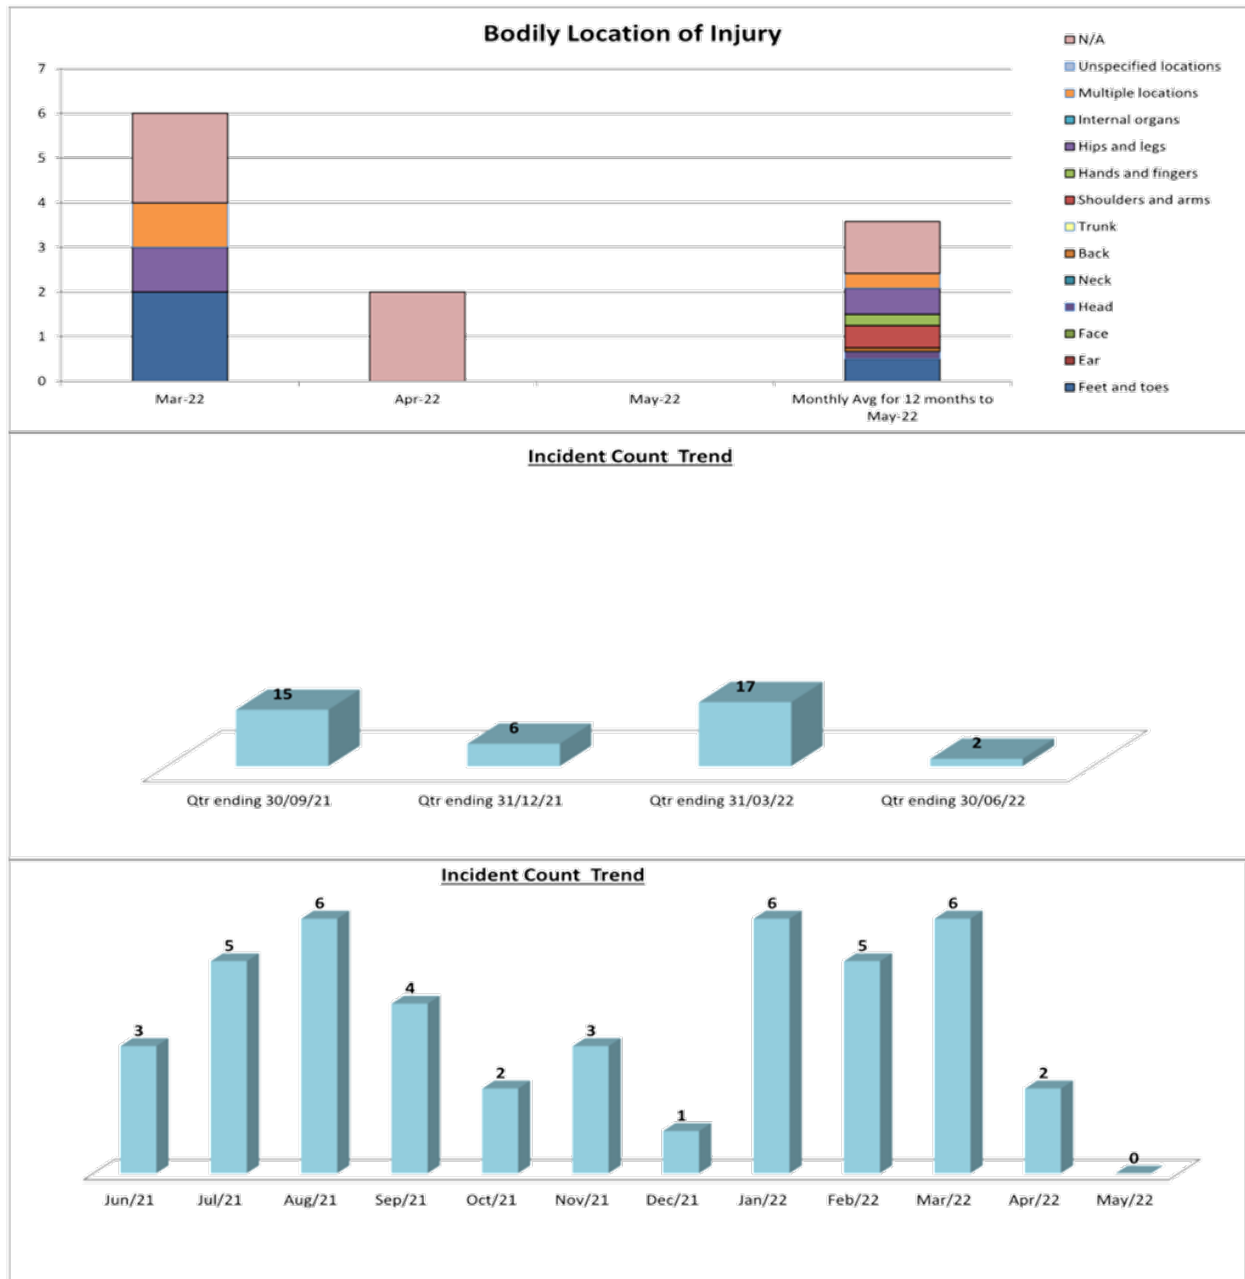 Bodily Location of Injury
7
6
5
4
3
2
1
0
Mar-22
Apr-22
May-22
Monthly Avg for 12 months to
May-22
N/A
Unspecified locations
Multiple locations
Internal organs
Hips and legs
Hands and fingers
Shoulders and arms
Trunk
Back
Neck
Head
Face
Ear
Feet and toes
Incident Count Trend
15
6
17
2
Qtr ending 30/09/21
Qtr ending 31/12/21
Qtr ending 31/03/22
Qtr ending 30/06/22
Incident Count Trend
3
5
6
4
2
3
1
6
5
6
2
0
Jun/21
Jul/21
Aug/21
Sep/21
Oct/21
Nov/21
Dec/21
Jan/22
Feb/22
Mar/22
Apr/22
May/22